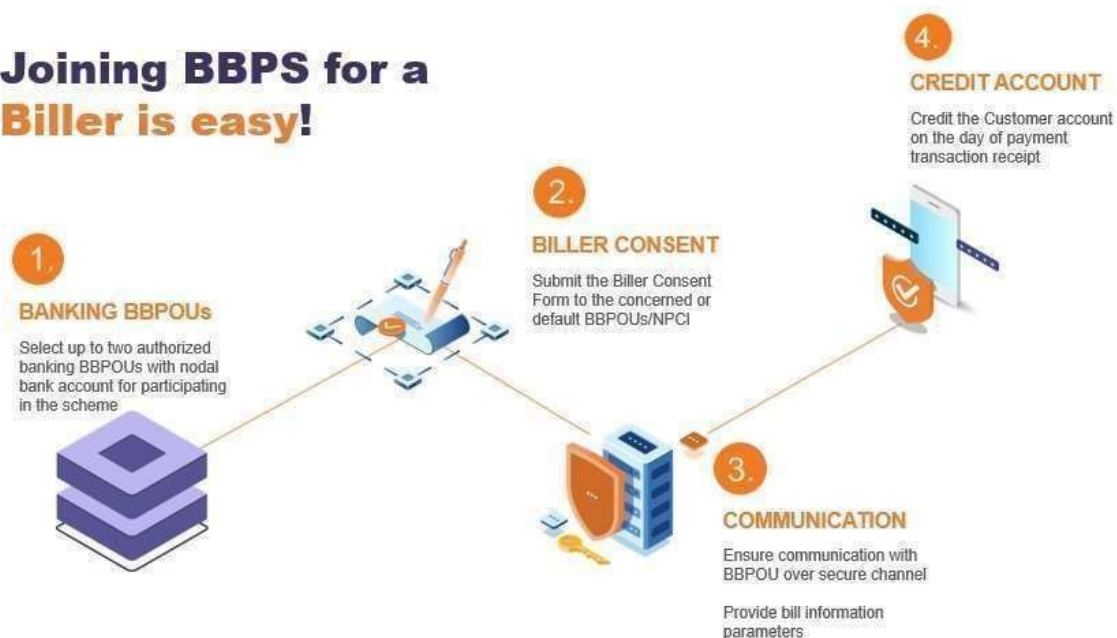 Joining BBPS for a
Biller is easy!
1.
BANKING BBPOUs
Select up to two authorized
banking BBPOUs with nodal
bank account for participating
in the scheme
2.
BILLER CONSENT
Submit the Biller Consent
Form to the concerned or
default BBPOUs/NPCI
3.
COMMUNICATION
Ensure communication with
BBPOU over secure channel
Provide bill information
parameters
4.
CREDIT ACCOUNT
Credit the Customer account
on the day of payment
transaction receipt